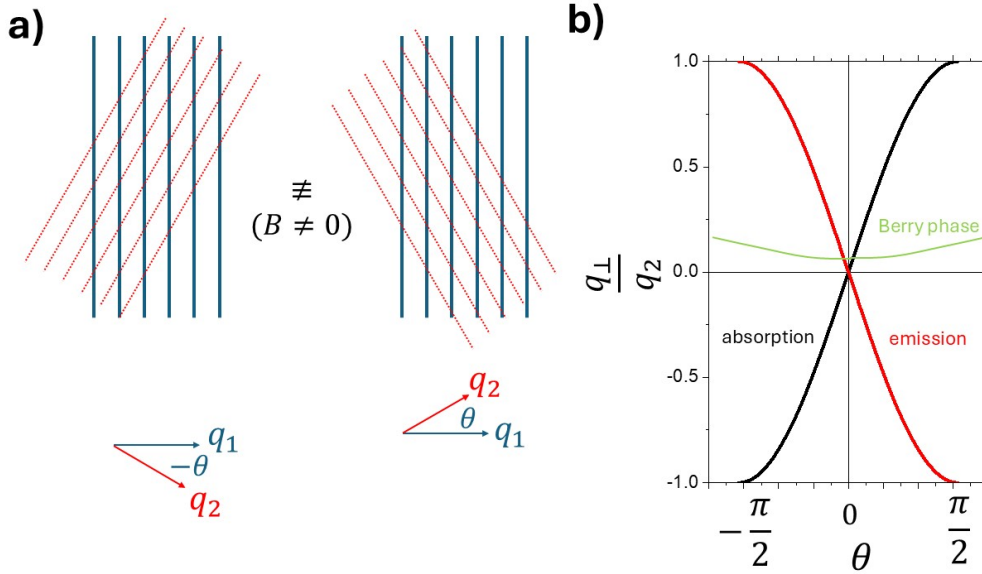 a)
≢
(B ≠ 0)
q₁
−θ
q₂
q₂
θ
q₁
b)
q⊥
q₂
1.0
0.5
0.0
-0.5
-1.0
Berry phase
absorption
emission
−π/2
0
π/2
θ